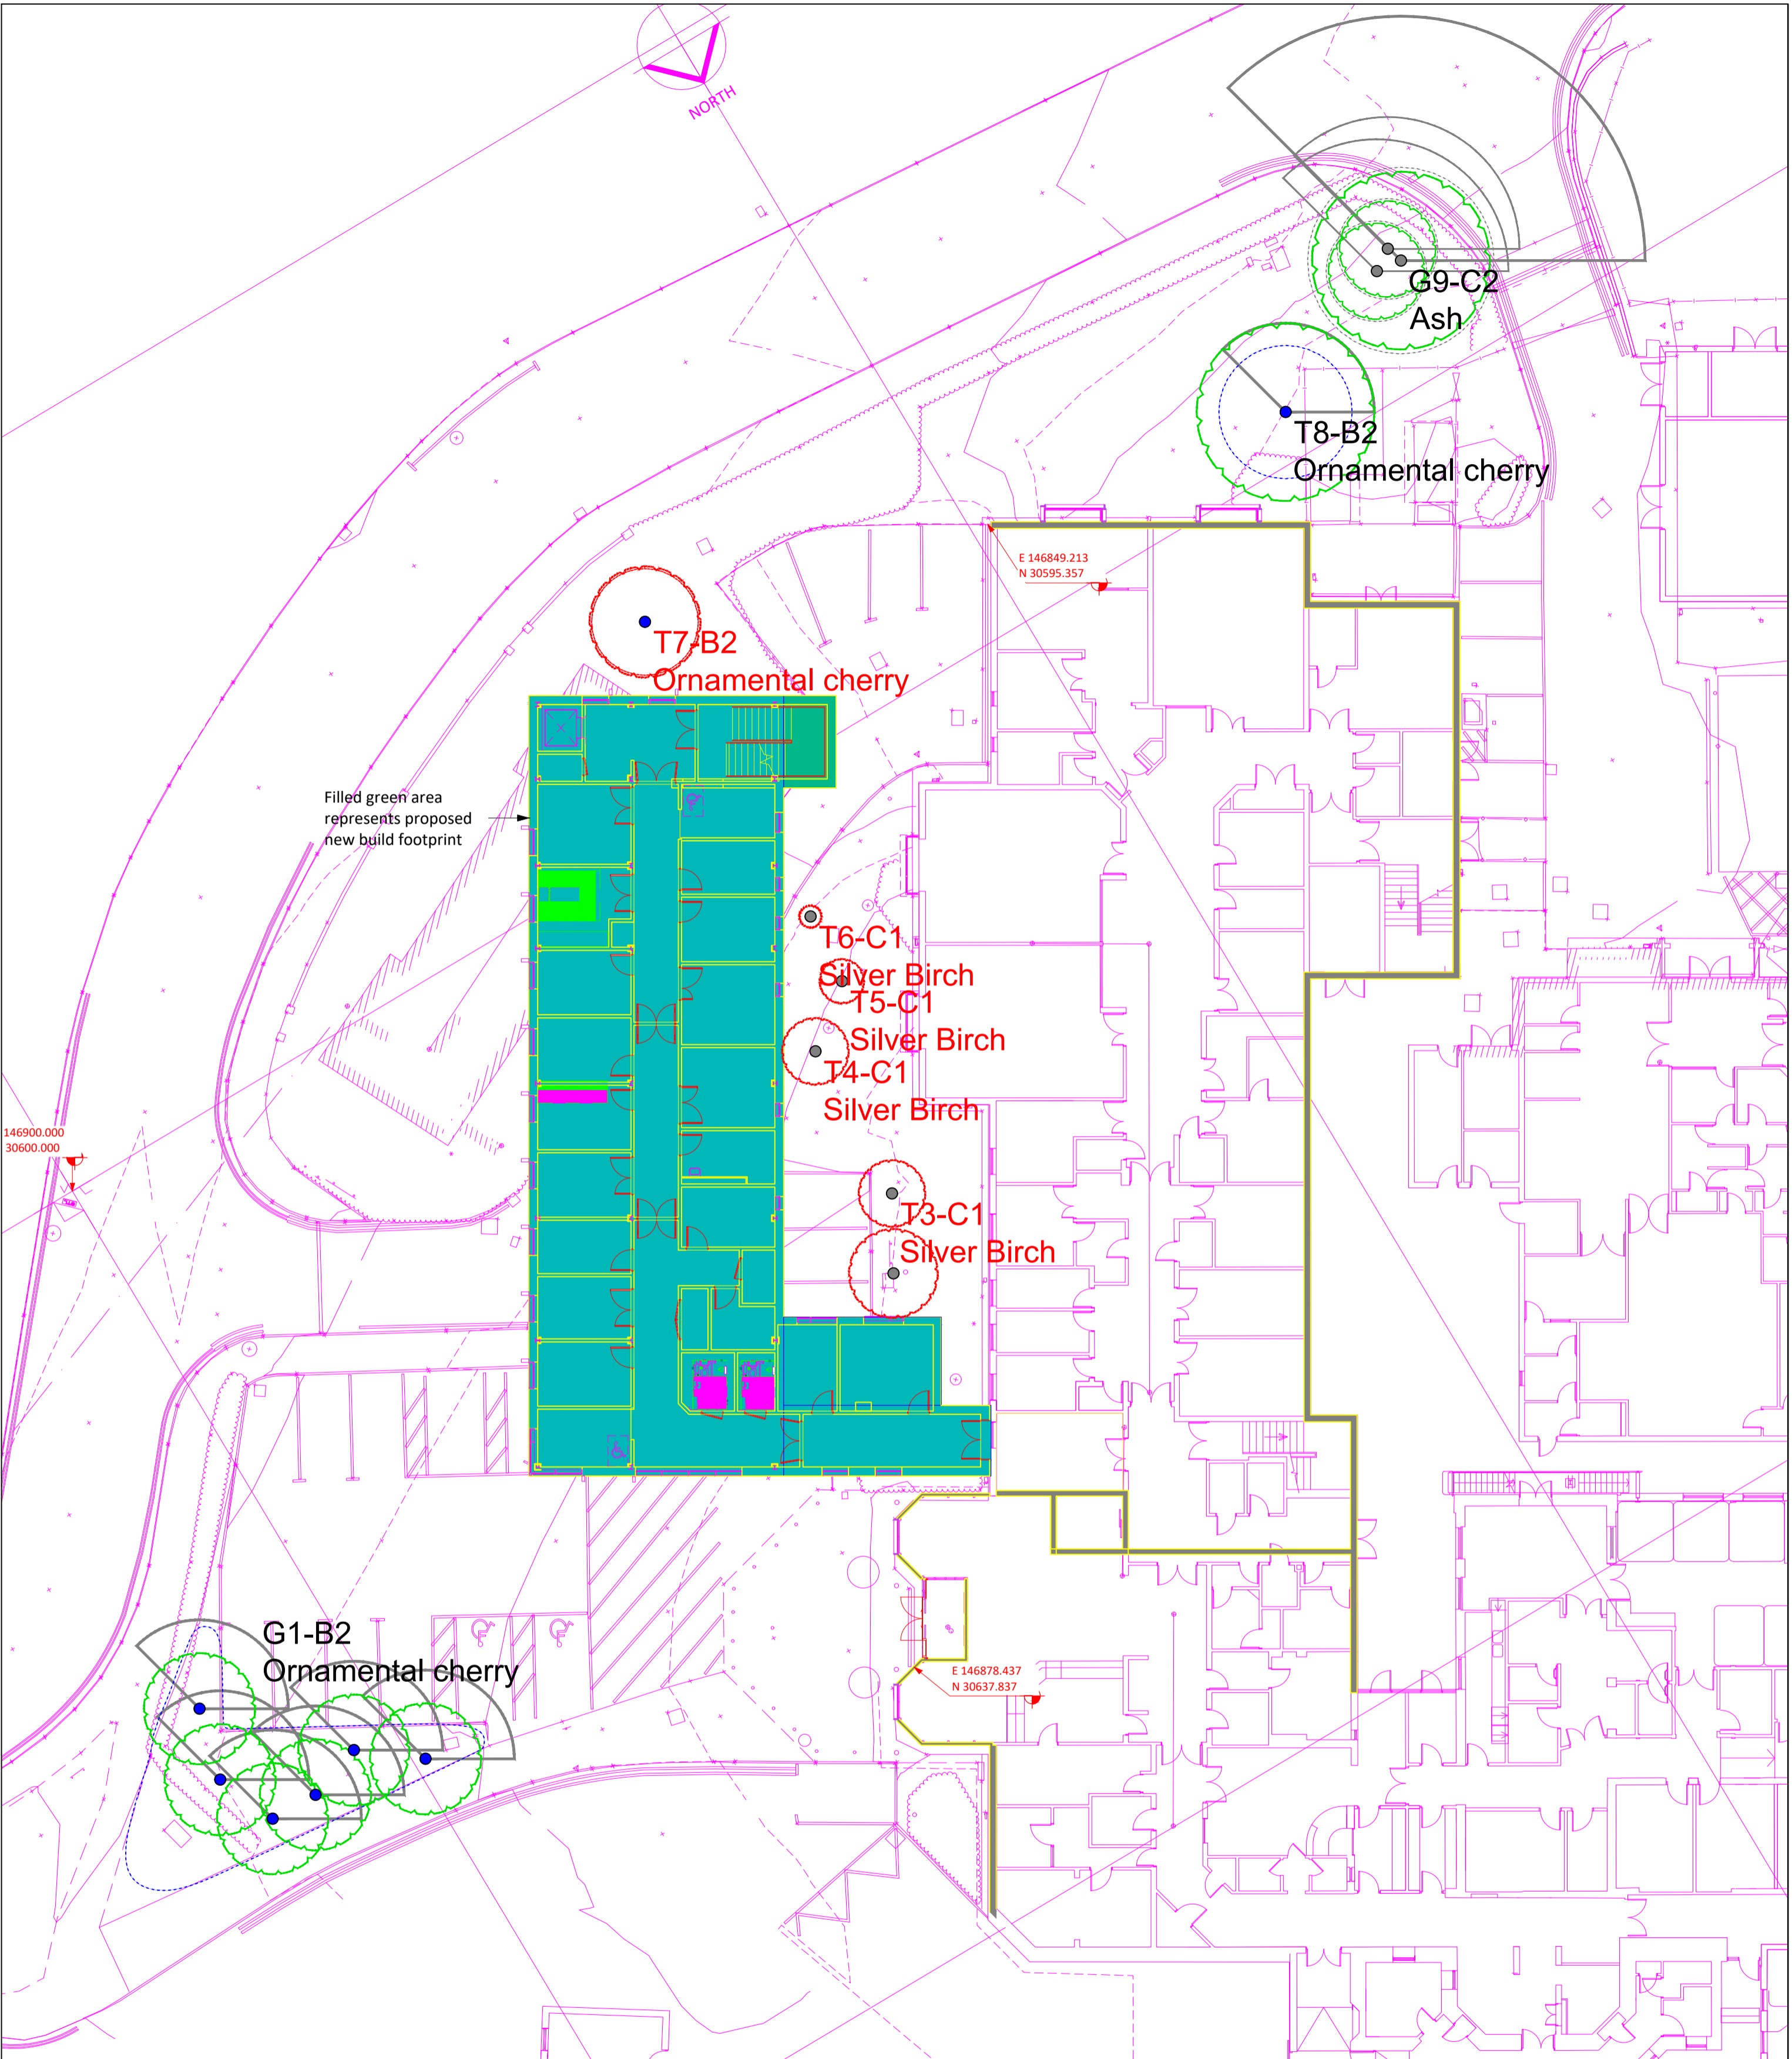 NORTH
G9-C2
Ash
T8-B2
Ornamental cherry
E 146849.213
N 30595.357
T7-B2
Ornamental cherry
Filled green area
represents proposed
new build footprint
T6-C1
Silver Birch
T5-C1
Silver Birch
T4-C1
Silver Birch
146900.000
30600.000
T3-C1
Silver Birch
G1-B2
Ornamental cherry
E 146878.437
N 30637.837